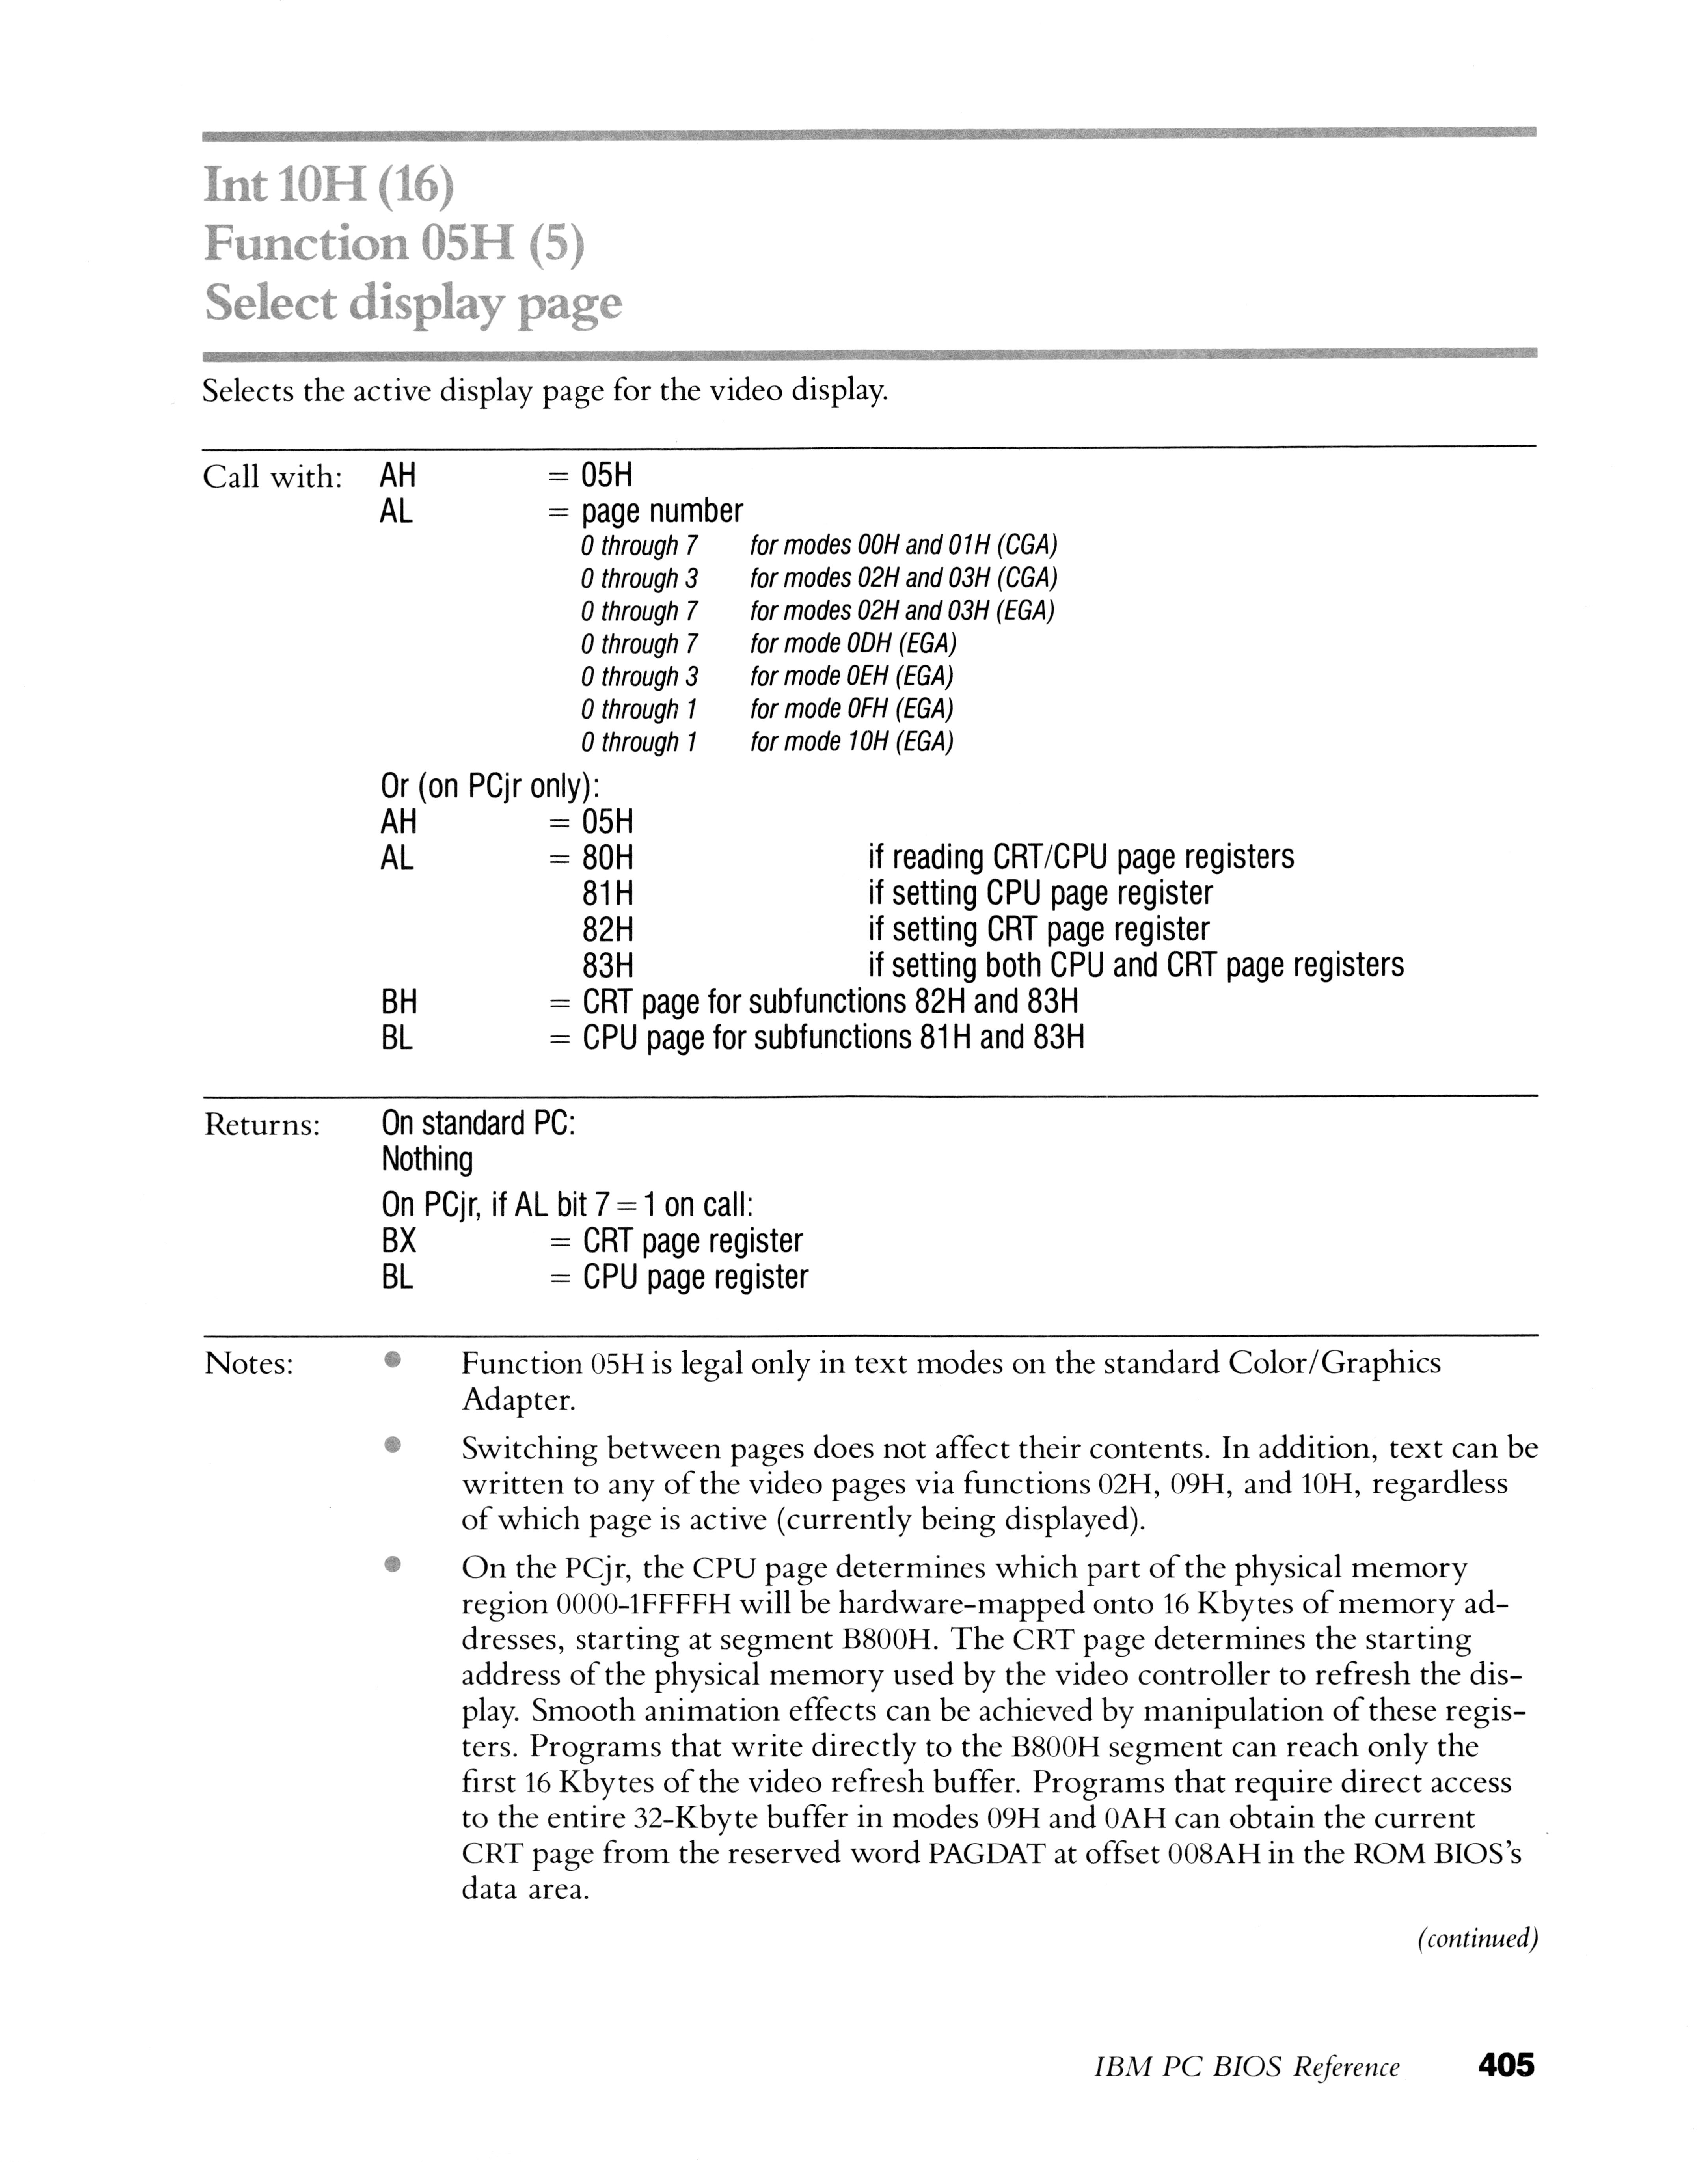 Int 10H (16)
Function 05H (5)
Select display page
Selects the active display page for the video display.
Call with: AH = 05H
AL = page number
0 through 7 for modes 00H and 01H (CGA)
0 through 3 for modes 02H and 03H (CGA)
0 through 7 for modes 02H and 03H (EGA)
0 through 7 for mode 0DH (EGA)
0 through 3 for mode 0EH (EGA)
0 through 1 for mode 0FH (EGA)
0 through 1 for mode 10H (EGA)
Or (on PCjr only):
AH = 05H
AL = 80H if reading CRT/CPU page registers
81H if setting CPU page register
82H if setting CRT page register
83H if setting both CPU and CRT page registers
BH = CRT page for subfunctions 82H and 83H
BL = CPU page for subfunctions 81H and 83H
Returns: On standard PC:
Nothing
On PCjr, if AL bit 7 = 1 on call:
BX = CRT page register
BL = CPU page register
Notes: • Function 05H is legal only in text modes on the standard Color/Graphics
Adapter.
• Switching between pages does not affect their contents. In addition, text can be
written to any of the video pages via functions 02H, 09H, and 10H, regardless
of which page is active (currently being displayed).
• On the PCjr, the CPU page determines which part of the physical memory
region 0000-1FFFFH will be hardware-mapped onto 16 Kbytes of memory ad-
dresses, starting at segment B800H. The CRT page determines the starting
address of the physical memory used by the video controller to refresh the dis-
play. Smooth animation effects can be achieved by manipulation of these regis-
ters. Programs that write directly to the B800H segment can reach only the
first 16 Kbytes of the video refresh buffer. Programs that require direct access
to the entire 32-Kbyte buffer in modes 09H and 0AH can obtain the current
CRT page from the reserved word PAGDAT at offset 008AH in the ROM BIOS's
data area.
(continued)
IBM PC BIOS Reference 405